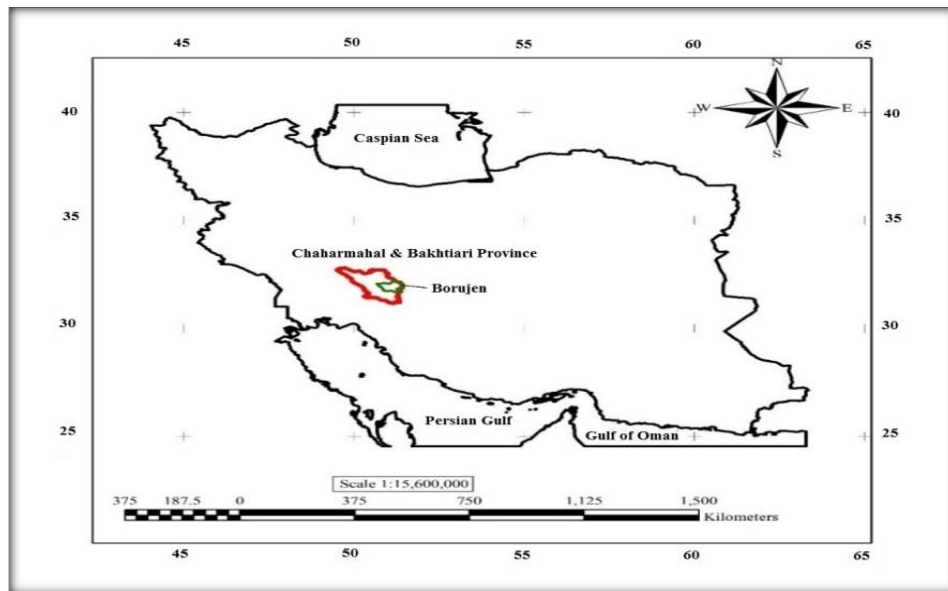 45 50 55 60 65
N
40 W E 40
S
Caspian Sea
35 35
Chaharmahal & Bakhtiari Province
Borujen
30 30
Persian Gulf
25 Gulf of Oman 25
Scale 1:15,600,000
375 187.5 0 375 750 1,125 1,500
Kilometers
45 50 55 60 65